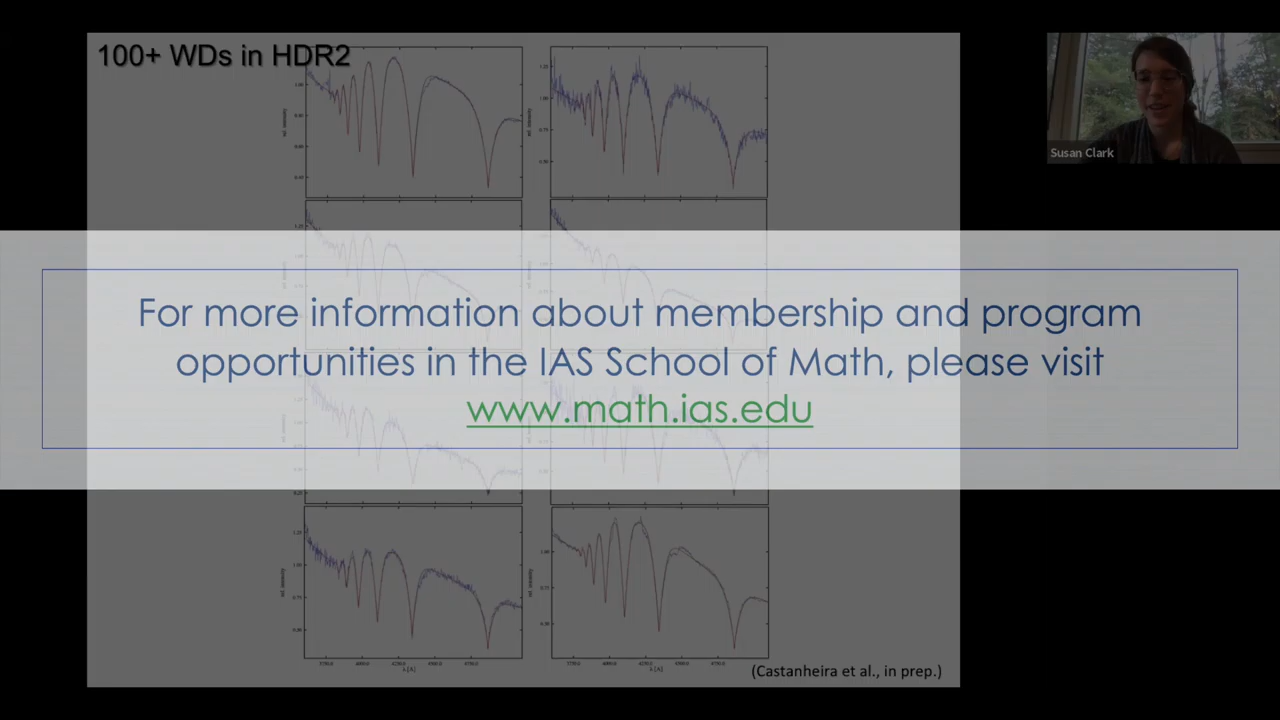 100+ WDs in HDR2
Susan Clark
For more information about membership and program
opportunities in the IAS School of Math, please visit
www.math.ias.edu
(Castanheira et al., in prep.)